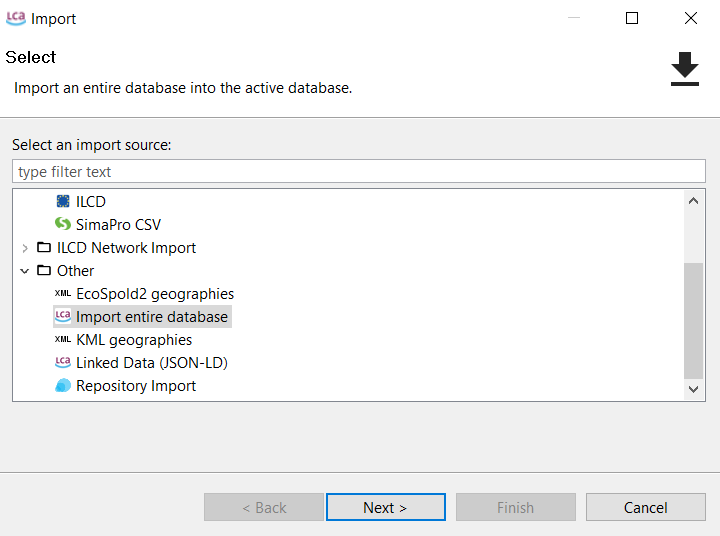 LCA Import
Select
Import an entire database into the active database.
Select an import source:
type filter text
ILCD
SimaPro CSV
ILCD Network Import
Other
XML EcoSpold2 geographies
LCA Import entire database
XML KML geographies
LCA Linked Data (JSON-LD)
Repository Import
< Back Next > Finish Cancel